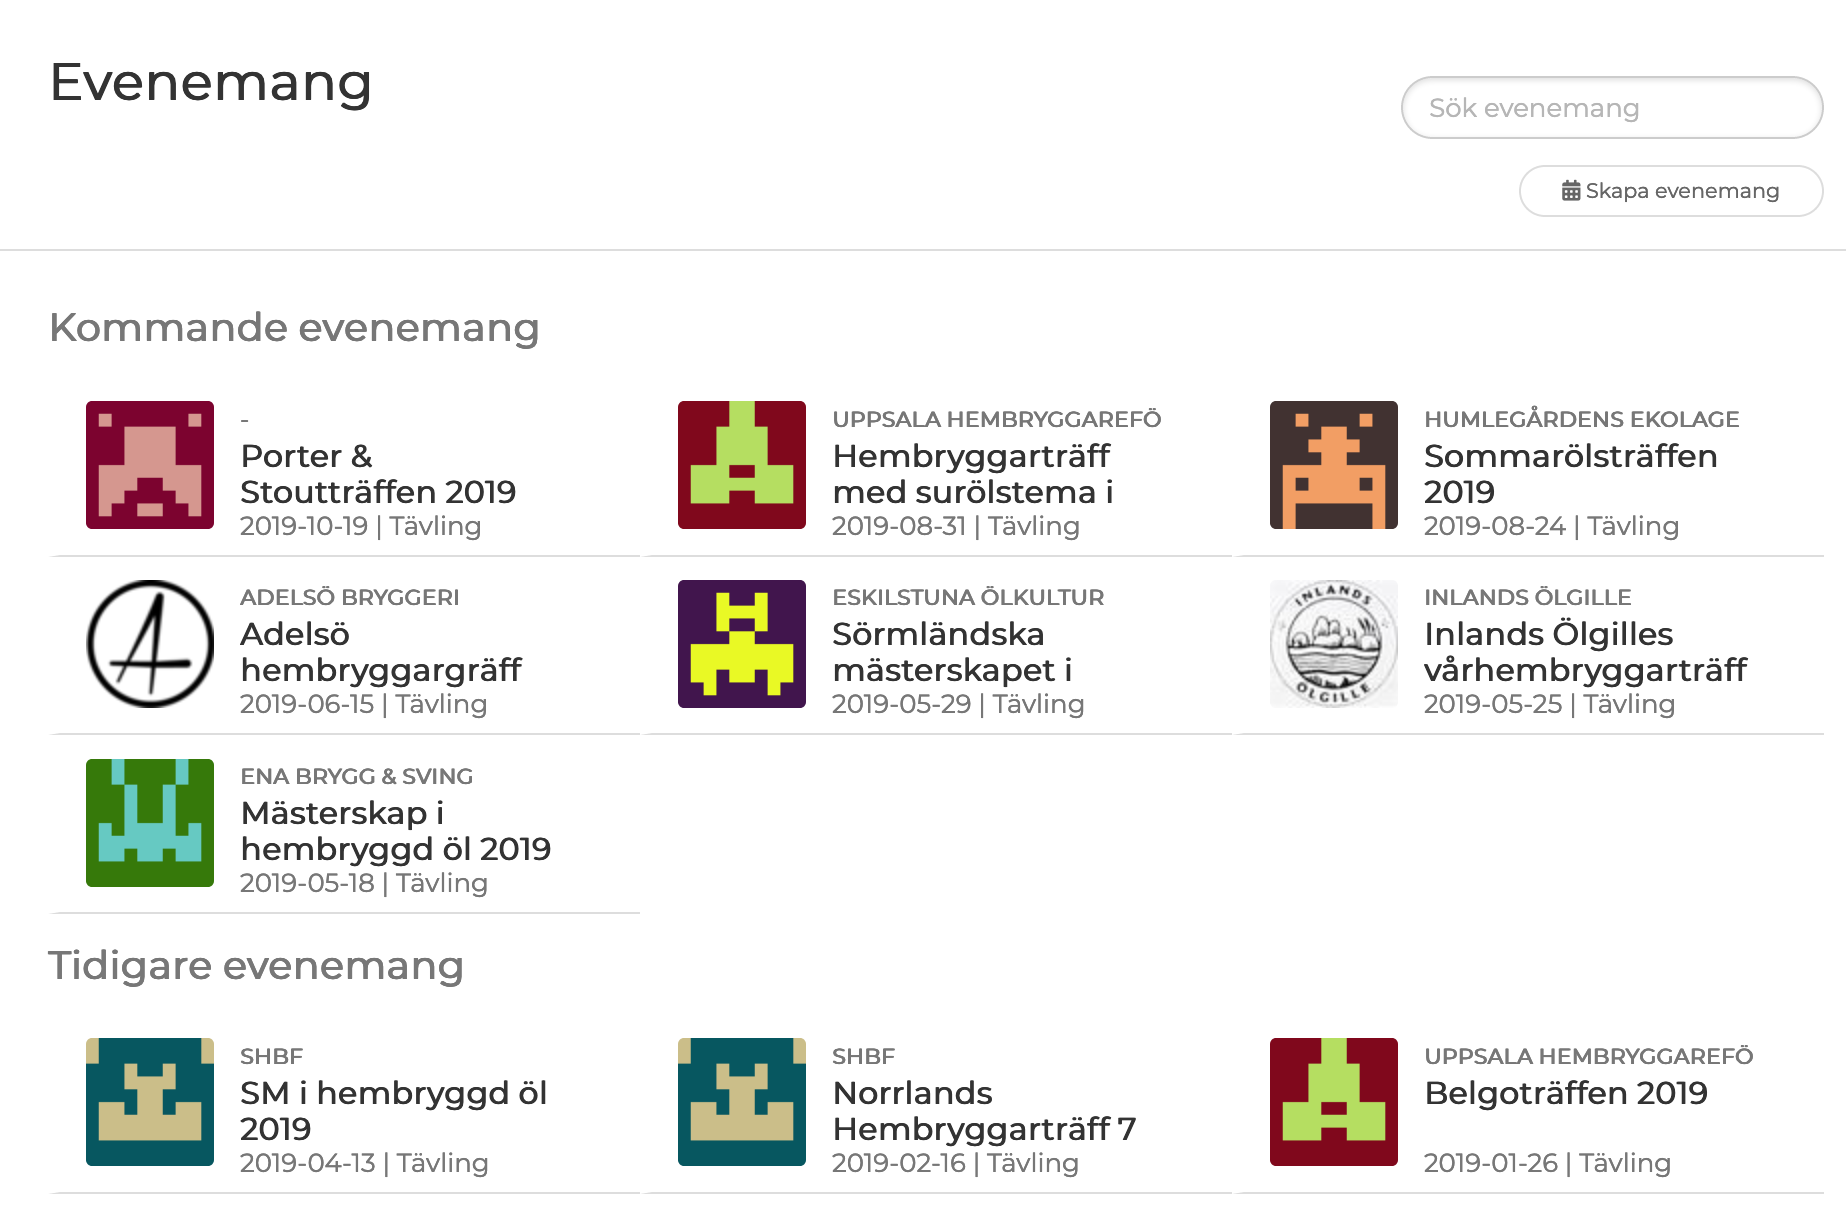 Evenemang
Sök evenemang
Skapa evenemang
Kommande evenemang
-
Porter &
Stoutträffen 2019
2019-10-19 | Tävling
UPPSALA HEMBRYGGAREFÖ
Hembryggarträff
med surölstema i
2019-08-31 | Tävling
HUMLEGÅRDENS EKOLAGE
Sommarölsträffen
2019
2019-08-24 | Tävling
ADELSÖ BRYGGERI
Adelsö
hembryggargräff
2019-06-15 | Tävling
ESKILSTUNA ÖLKULTUR
Sörmländska
mästerskapet i
2019-05-29 | Tävling
INLANDS
ÖLGILLE
INLANDS ÖLGILLE
Inlands Ölgilles
vårhembryggarträff
2019-05-25 | Tävling
ENA BRYGG & SVING
Mästerskap i
hembryggd öl 2019
2019-05-18 | Tävling
Tidigare evenemang
SHBF
SM i hembryggd öl
2019
2019-04-13 | Tävling
SHBF
Norrlands
Hembryggarträff 7
2019-02-16 | Tävling
UPPSALA HEMBRYGGAREFÖ
Belgoträffen 2019
2019-01-26 | Tävling